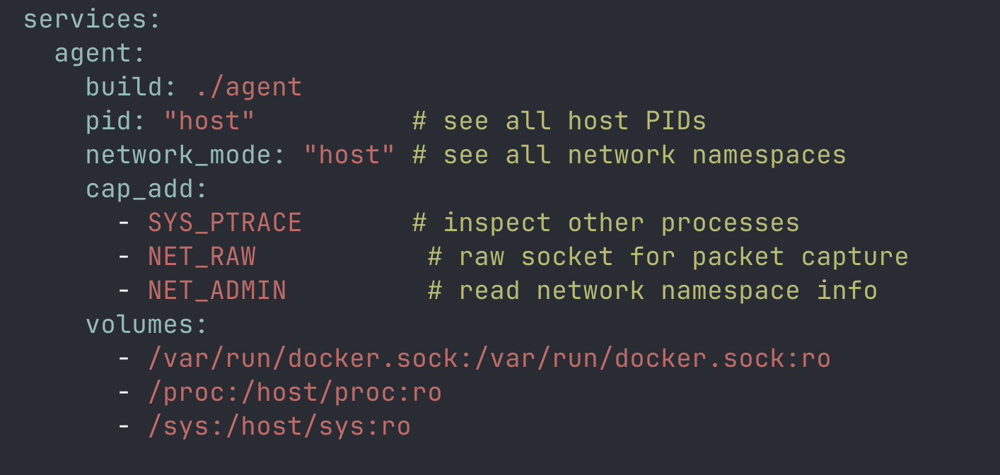 services:
  agent:
    build: ./agent
    pid: "host"          # see all host PIDs
    network_mode: "host" # see all network namespaces
    cap_add:
      - SYS_PTRACE       # inspect other processes
      - NET_RAW           # raw socket for packet capture
      - NET_ADMIN         # read network namespace info
    volumes:
      - /var/run/docker.sock:/var/run/docker.sock:ro
      - /proc:/host/proc:ro
      - /sys:/host/sys:ro